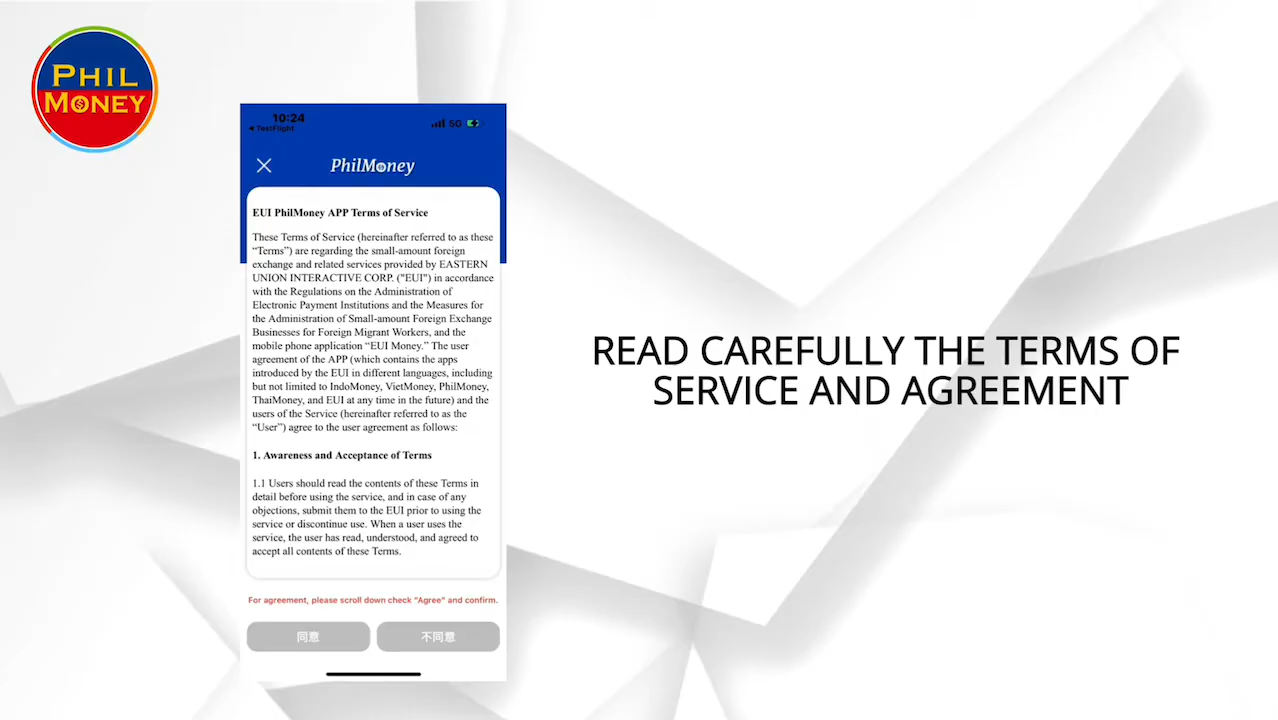 PHIL
MONEY
10:24
TestFlight
5G
PhilMoney
EUI PhilMoney APP Terms of Service
These Terms of Service (hereinafter referred to as these
“Terms”) are regarding the small-amount foreign
exchange and related services provided by EASTERN
UNION INTERACTIVE CORP. ("EUI") in accordance
with the Regulations on the Administration of
Electronic Payment Institutions and the Measures for
the Administration of Small-amount Foreign Exchange
Businesses for Foreign Migrant Workers, and the
mobile phone application “EUI Money.” The user
agreement of the APP (which contains the apps
introduced by the EUI in different languages, including
but not limited to IndoMoney, VietMoney, PhilMoney,
ThaiMoney, and EUI at any time in the future) and the
users of the Service (hereinafter referred to as the
“User”) agree to the user agreement as follows:
1. Awareness and Acceptance of Terms
1.1 Users should read the contents of these Terms in
detail before using the service, and in case of any
objections, submit them to the EUI prior to using the
service or discontinue use. When a user uses the
service, the user has read, understood, and agreed to
accept all contents of these Terms.
For agreement, please scroll down check "Agree" and confirm.
同意
不同意
READ CAREFULLY THE TERMS OF
SERVICE AND AGREEMENT